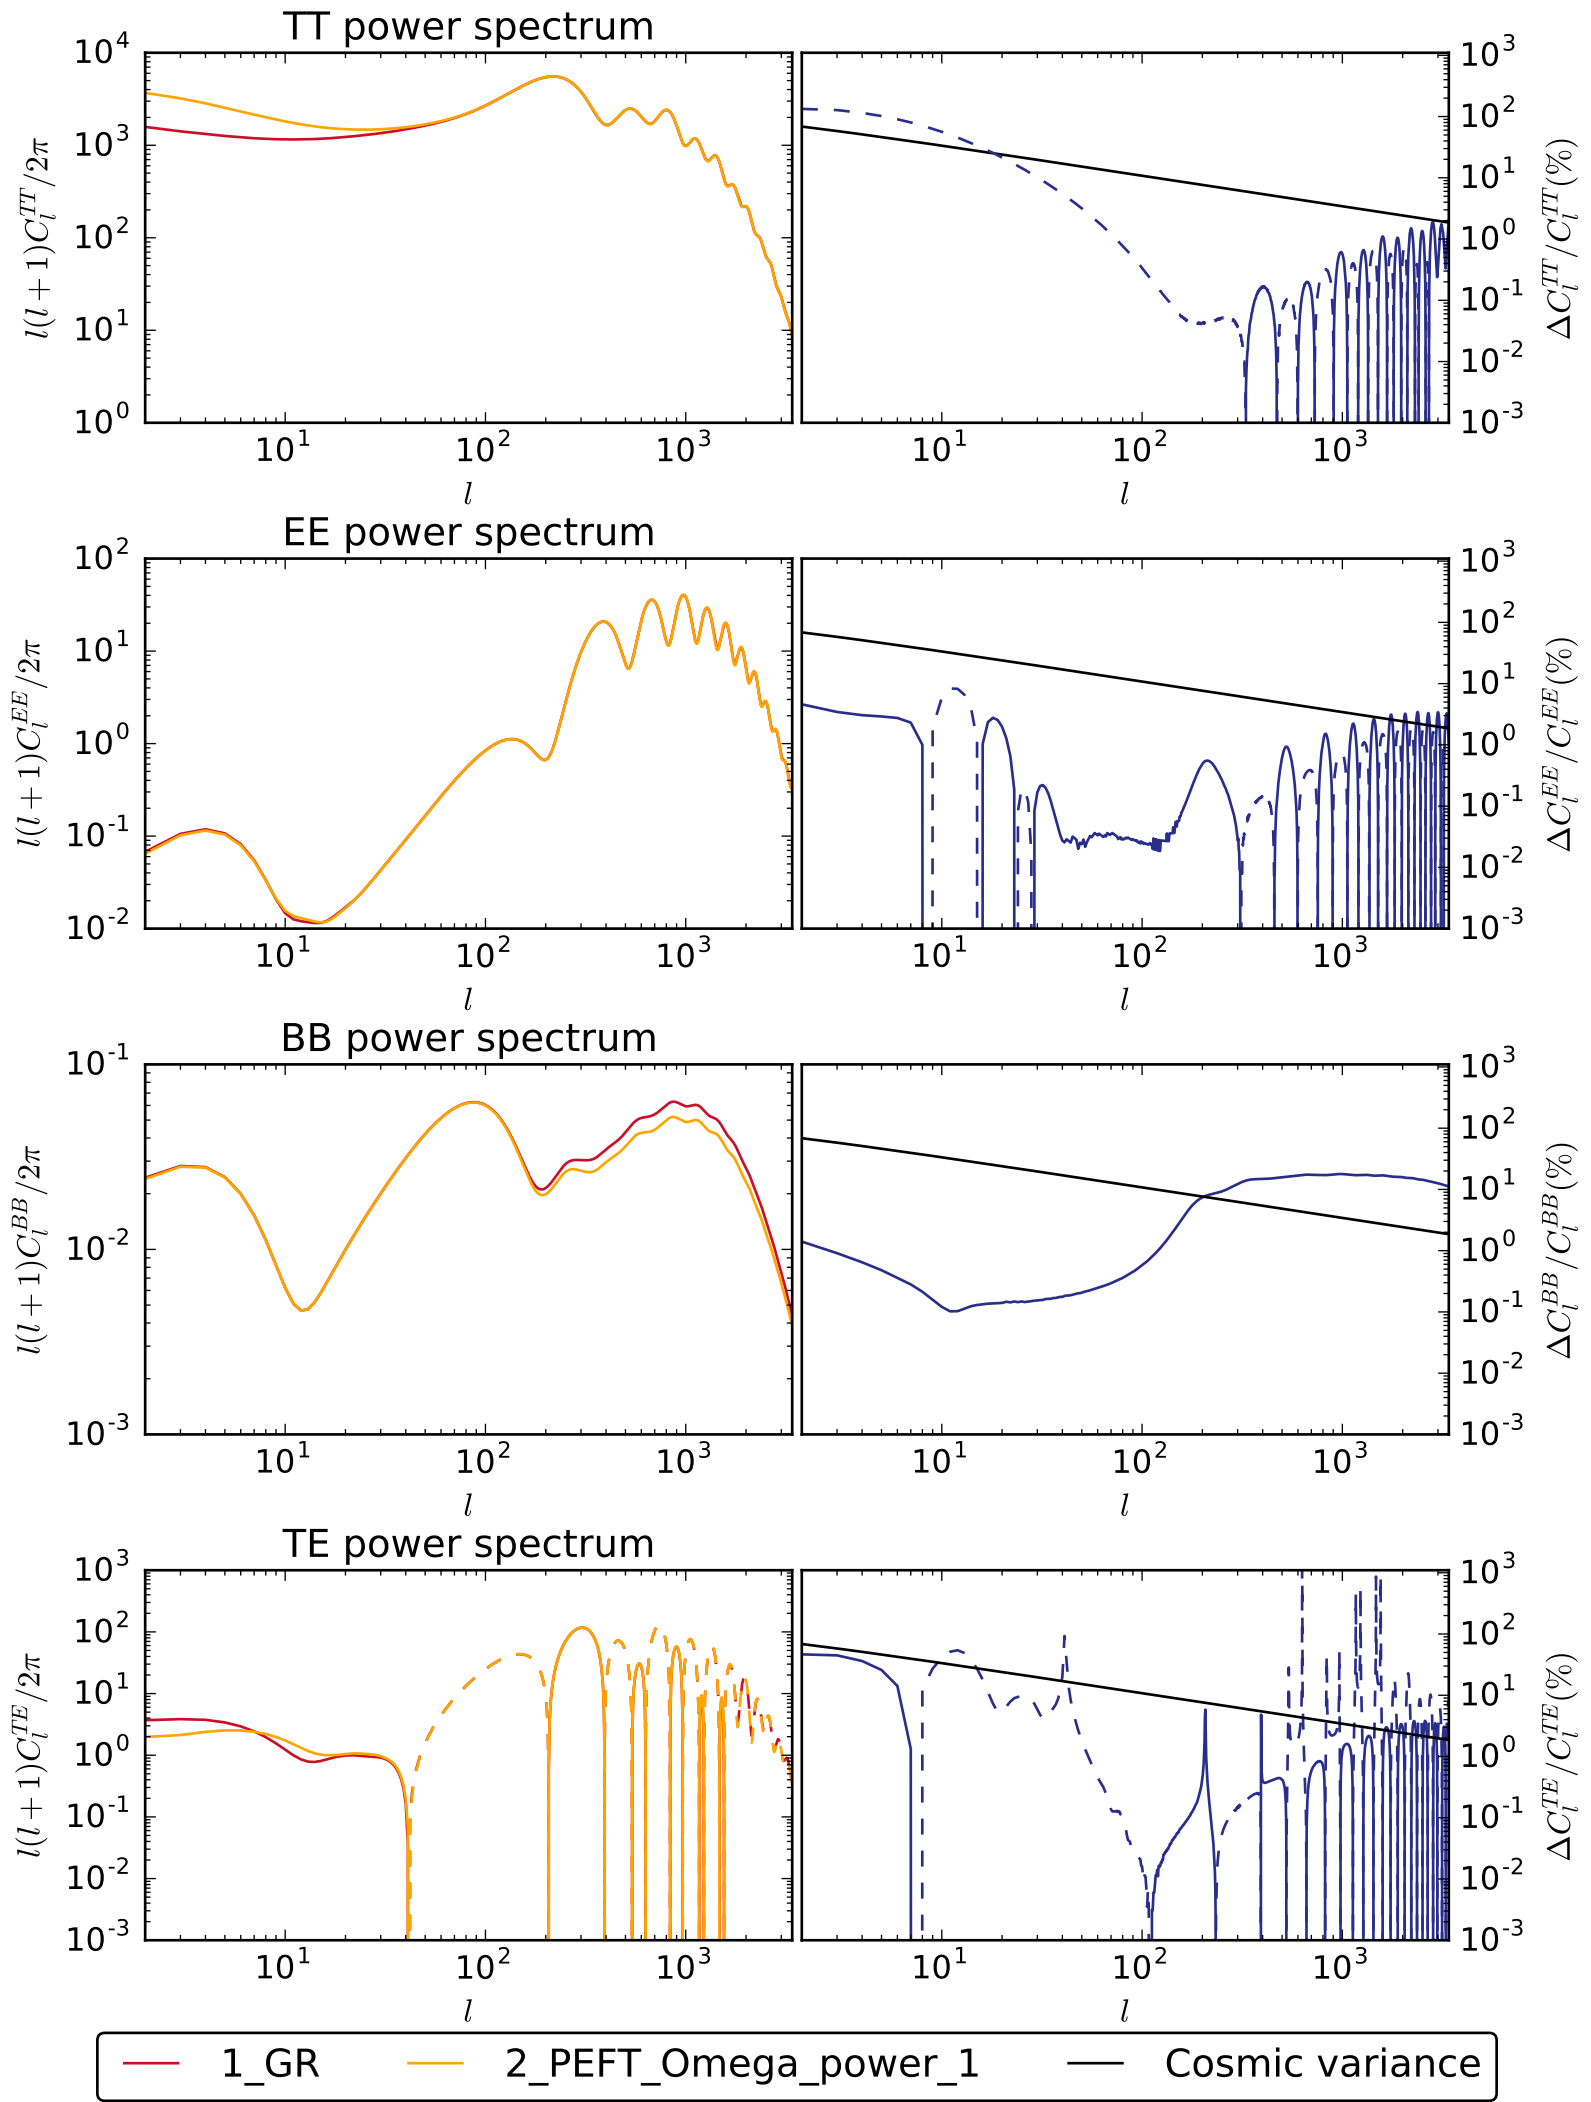 TT power spectrum
10^4
10^3
10^2
10^1
10^0
l(l + 1)C_l^{TT}/2π
10^1 10^2 10^3
l
10^3
10^2
10^1
10^0
10^-1
10^-2
10^-3
ΔC_l^{TT}/C_l^{TT}(%)
10^1 10^2 10^3
l
EE power spectrum
10^2
10^1
10^0
10^-1
10^-2
l(l + 1)C_l^{EE}/2π
10^1 10^2 10^3
l
10^3
10^2
10^1
10^0
10^-1
10^-2
10^-3
ΔC_l^{EE}/C_l^{EE}(%)
10^1 10^2 10^3
l
BB power spectrum
10^-1
10^-2
10^-3
l(l + 1)C_l^{BB}/2π
10^1 10^2 10^3
l
10^3
10^2
10^1
10^0
10^-1
10^-2
10^-3
ΔC_l^{BB}/C_l^{BB}(%)
10^1 10^2 10^3
l
TE power spectrum
10^3
10^2
10^1
10^0
10^-1
10^-2
10^-3
l(l + 1)C_l^{TE}/2π
10^1 10^2 10^3
l
10^3
10^2
10^1
10^0
10^-1
10^-2
10^-3
ΔC_l^{TE}/C_l^{TE}(%)
10^1 10^2 10^3
l
1_GR 2_PEFT_Omega_power_1 Cosmic variance